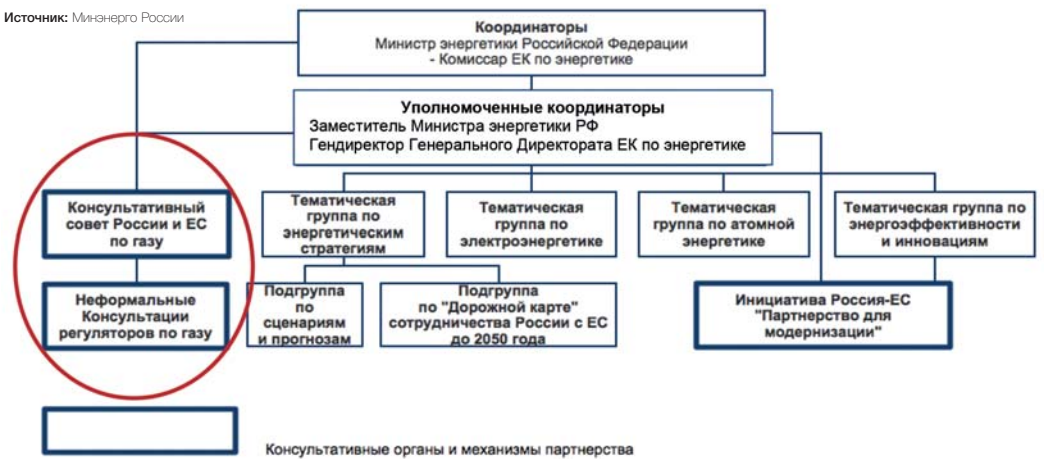 Источник: Минэнерго России
Координаторы
Министр энергетики Российской Федерации
- Комиссар ЕК по энергетике
Уполномоченные координаторы
Заместитель Министра энергетики РФ
Гендиректор Генерального Директората ЕК по энергетике
Консультативный
совет России и ЕС
по газу
Тематическая
группа по
энергетическим
стратегиям
Тематическая
группа по
электроэнергетике
Тематическая
группа по атомной
энергетике
Тематическая группа по
энергоэффективности
и инновациям
Неформальные
Консультации
регуляторов по газу
Подгруппа
по
сценариям
и прогнозам
Подгруппа
по "Дорожной карте"
сотрудничества России с ЕС
до 2050 года
Инициатива Россия-ЕС
"Партнерство для
модернизации"
Консультативные органы и механизмы партнерства